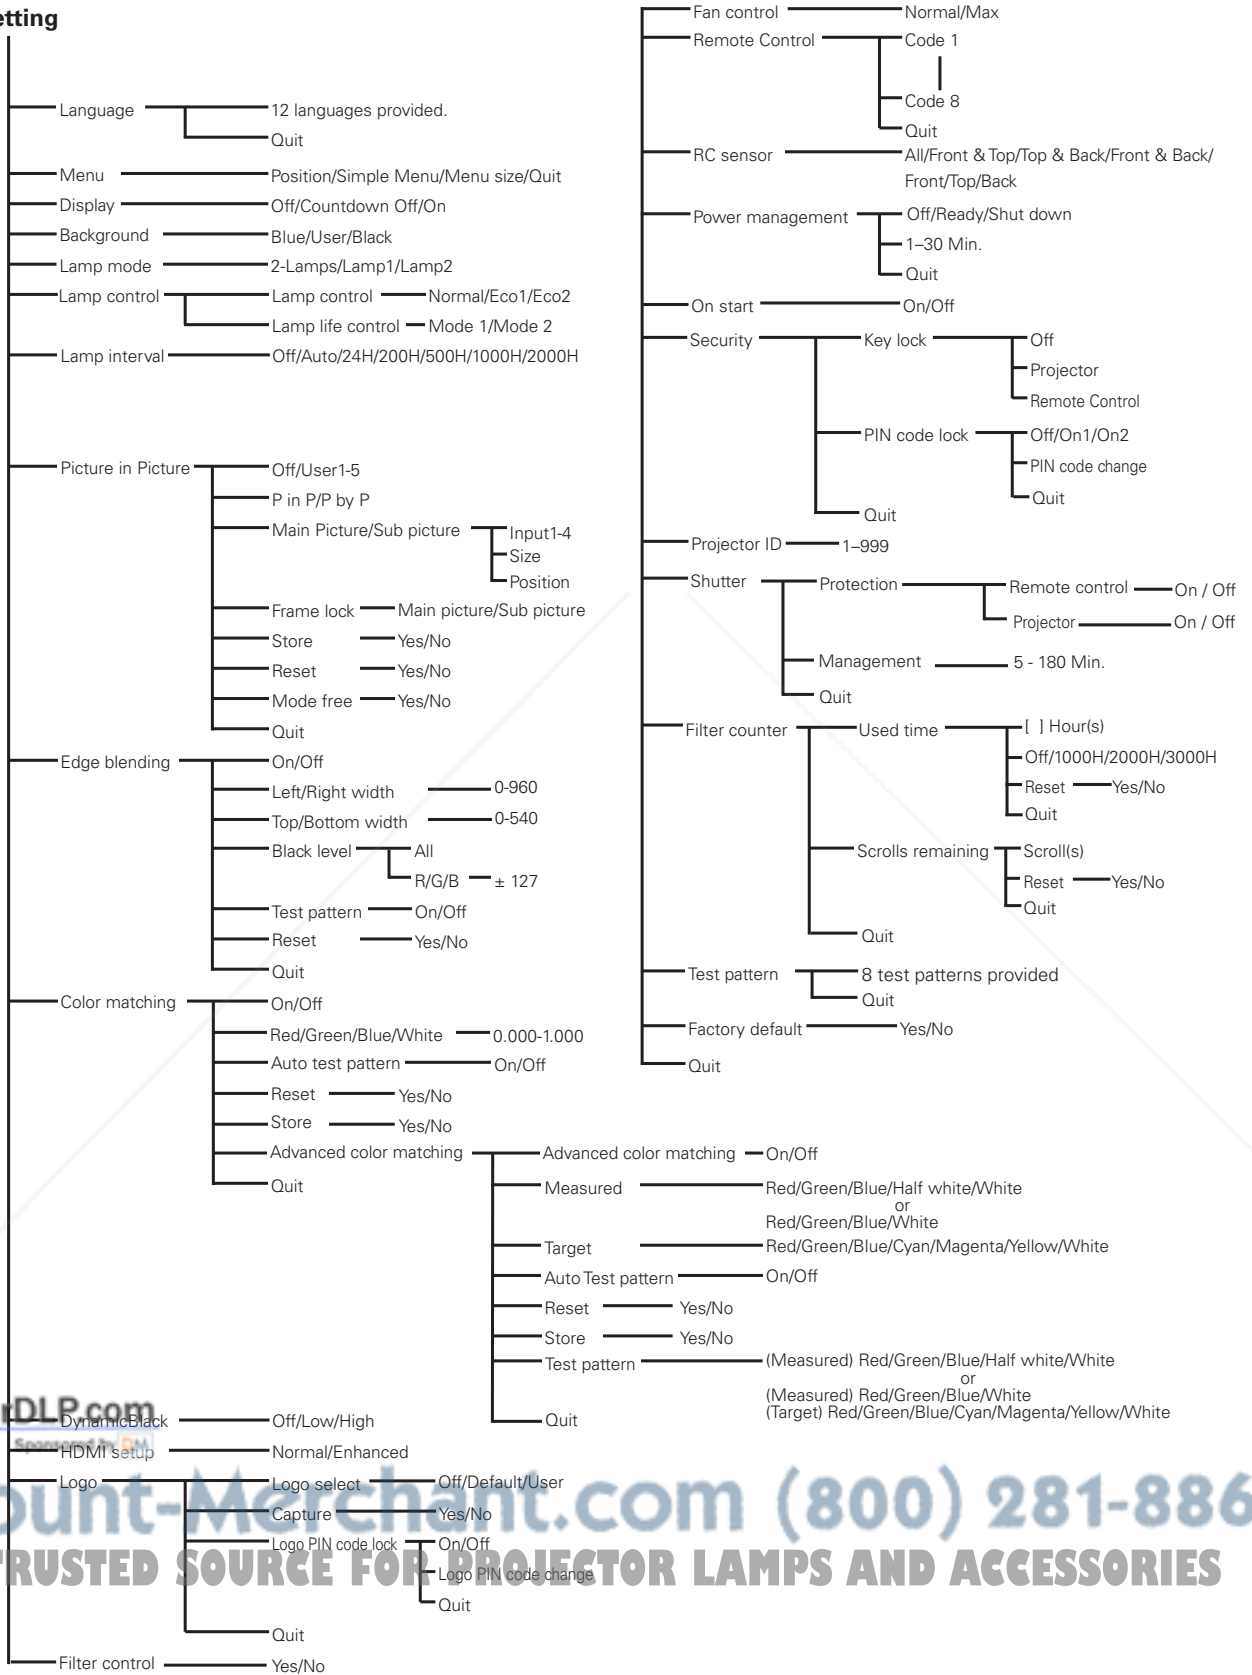 etting
Language
12 languages provided.
Quit
Menu
Position/Simple Menu/Menu size/Quit
Display
Off/Countdown Off/On
Background
Blue/User/Black
Lamp mode
2-Lamps/Lamp1/Lamp2
Lamp control
Lamp control
Normal/Eco1/Eco2
Lamp life control
Mode 1/Mode 2
Lamp interval
Off/Auto/24H/200H/500H/1000H/2000H
Picture in Picture
Off/User1-5
P in P/P by P
Main Picture/Sub picture
Input1-4
Size
Position
Frame lock
Main picture/Sub picture
Store
Yes/No
Reset
Yes/No
Mode free
Yes/No
Quit
Edge blending
On/Off
Left/Right width
0-960
Top/Bottom width
0-540
Black level
All
R/G/B
± 127
Test pattern
On/Off
Reset
Yes/No
Quit
Color matching
On/Off
Red/Green/Blue/White
0.000-1.000
Auto test pattern
On/Off
Reset
Yes/No
Store
Yes/No
Advanced color matching
Advanced color matching
On/Off
Measured
Red/Green/Blue/Half white/White
or
Red/Green/Blue/White
Target
Red/Green/Blue/Cyan/Magenta/Yellow/White
Auto Test pattern
On/Off
Reset
Yes/No
Store
Yes/No
Test pattern
(Measured) Red/Green/Blue/Half white/White
or
(Measured) Red/Green/Blue/White
(Target) Red/Green/Blue/Cyan/Magenta/Yellow/White
Quit
Quit
DynamicBlack
Off/Low/High
HDMI setup
Normal/Enhanced
Logo
Logo select
Off/Default/User
Capture
Yes/No
Logo PIN code lock
On/Off
Logo PIN code change
Quit
Quit
Filter control
Yes/No
Fan control
Normal/Max
Remote Control
Code 1
Code 8
Quit
RC sensor
All/Front & Top/Top & Back/Front & Back/
Front/Top/Back
Power management
Off/Ready/Shut down
1–30 Min.
Quit
On start
On/Off
Security
Key lock
Off
Projector
Remote Control
PIN code lock
Off/On1/On2
PIN code change
Quit
Quit
Projector ID
1–999
Shutter
Protection
Remote control
On / Off
Projector
On / Off
Management
5 - 180 Min.
Quit
Filter counter
Used time
[ ] Hour(s)
Off/1000H/2000H/3000H
Reset
Yes/No
Quit
Scrolls remaining
Scroll(s)
Reset
Yes/No
Quit
Quit
Test pattern
8 test patterns provided
Quit
Factory default
Yes/No
Quit
rDLP.com
Sponsored by DM
ount-Merchant.com (800) 281-886
RUSTED SOURCE FOR PROJECTOR LAMPS AND ACCESSORIES